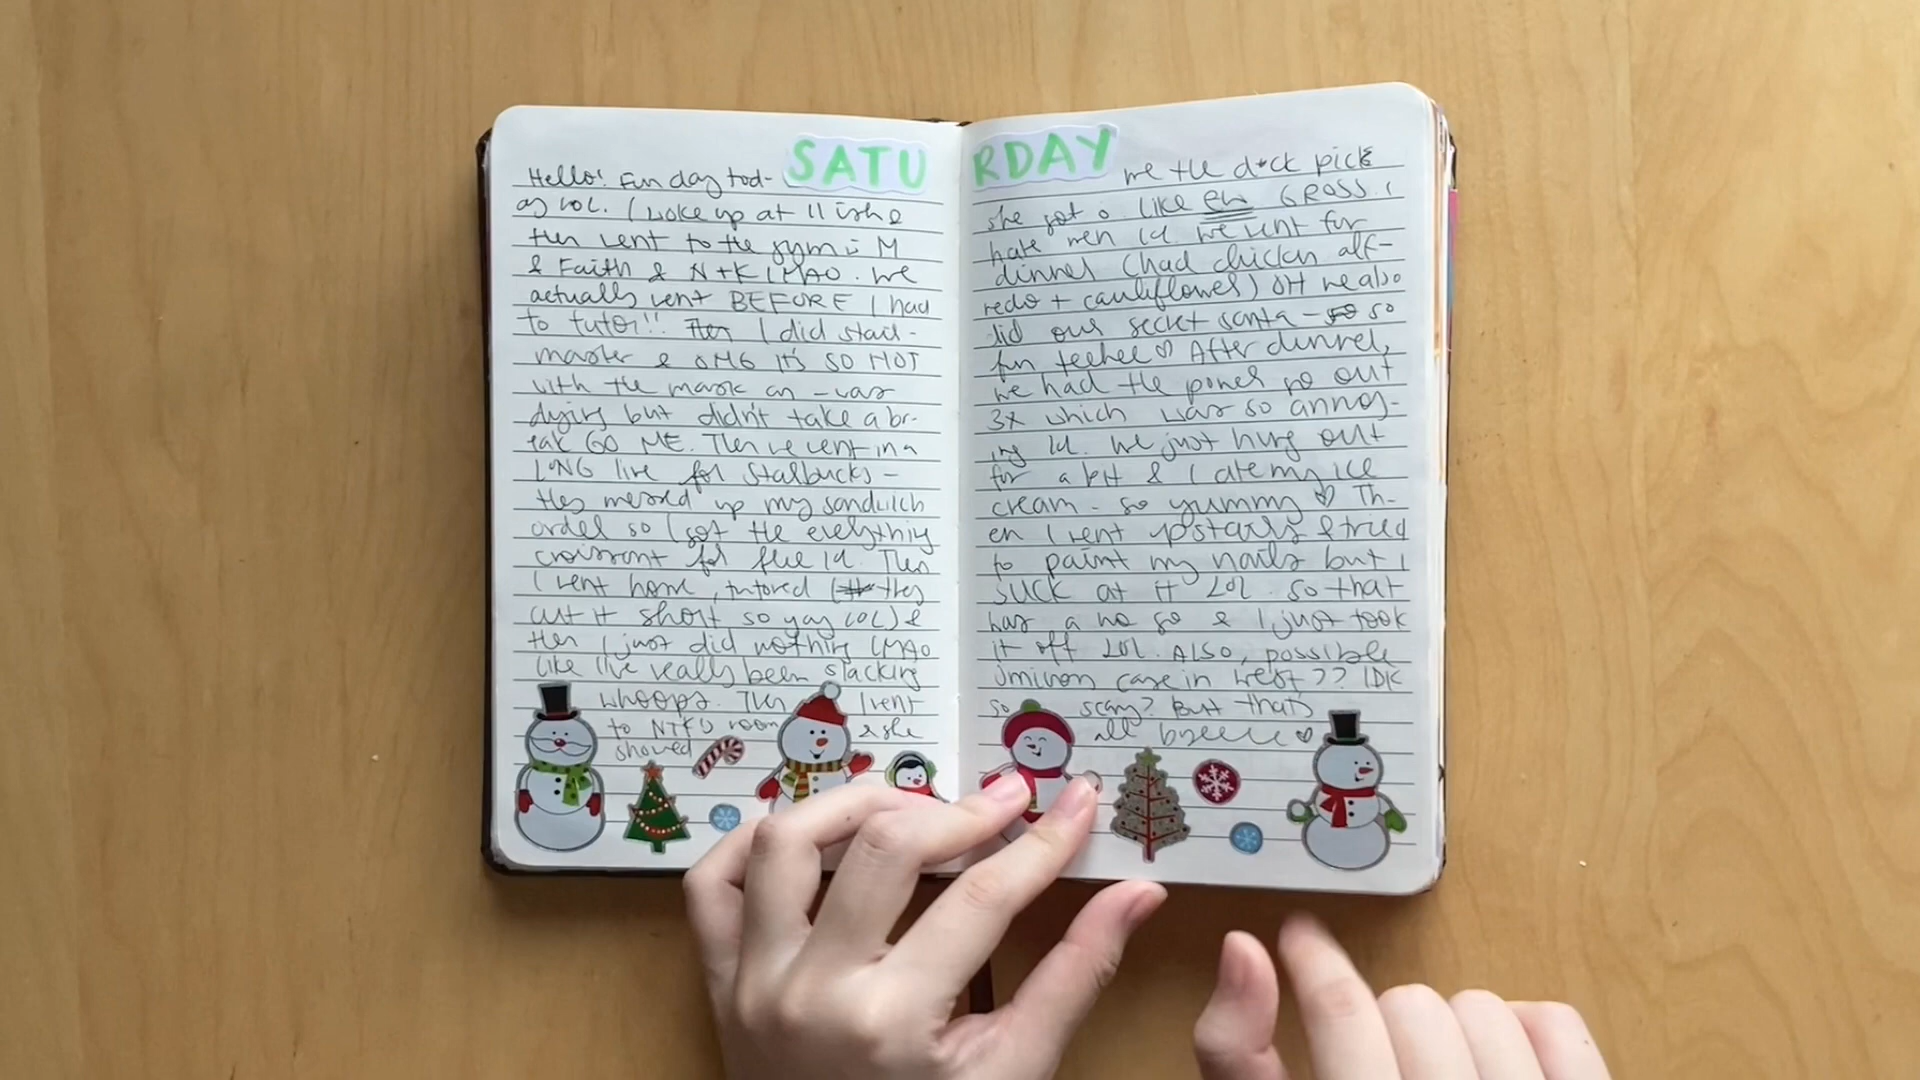 SATURDAY
Hello! Fun day tod-
ay LOL. I woke up at 11 ish &
then went to the gym M
& Faith & N+K LMAO. We
actually went BEFORE I had
to tutor!! Then I did stair-
master & OMG it's SO HOT
with the mask on - was
dying but didn't take a br-
eak GO ME. Then we went in a
LONG line for Starbucks -
they messed up my sandwich
order so I got the everything
croissant for free Id. Then
I went home, tutored (they
cut it short so yay LOL) &
then I just did nothing LMAO
like I've really been slacking
whoops. Then I went
to room & she
showed
me the d*ck pics
she got like ew GROSS. I
hate men Id. We went for
dinner (had chicken alf-
redo + cauliflower) OH we also
did our secret santa - so so
fun teehee ♡ After dinner,
we had the power go out
3x which was so annoy-
ing Id. We just hung out
for a bit & I ate my ice
cream - so yummy ♡ Th-
en I went upstairs & tried
to paint my nails but I
suck at it LOL. So that
was a no go & I just took
it off LOL. ALSO, possible
omicron case in west?? IDK
so scary? But that's
all byeeee ♡